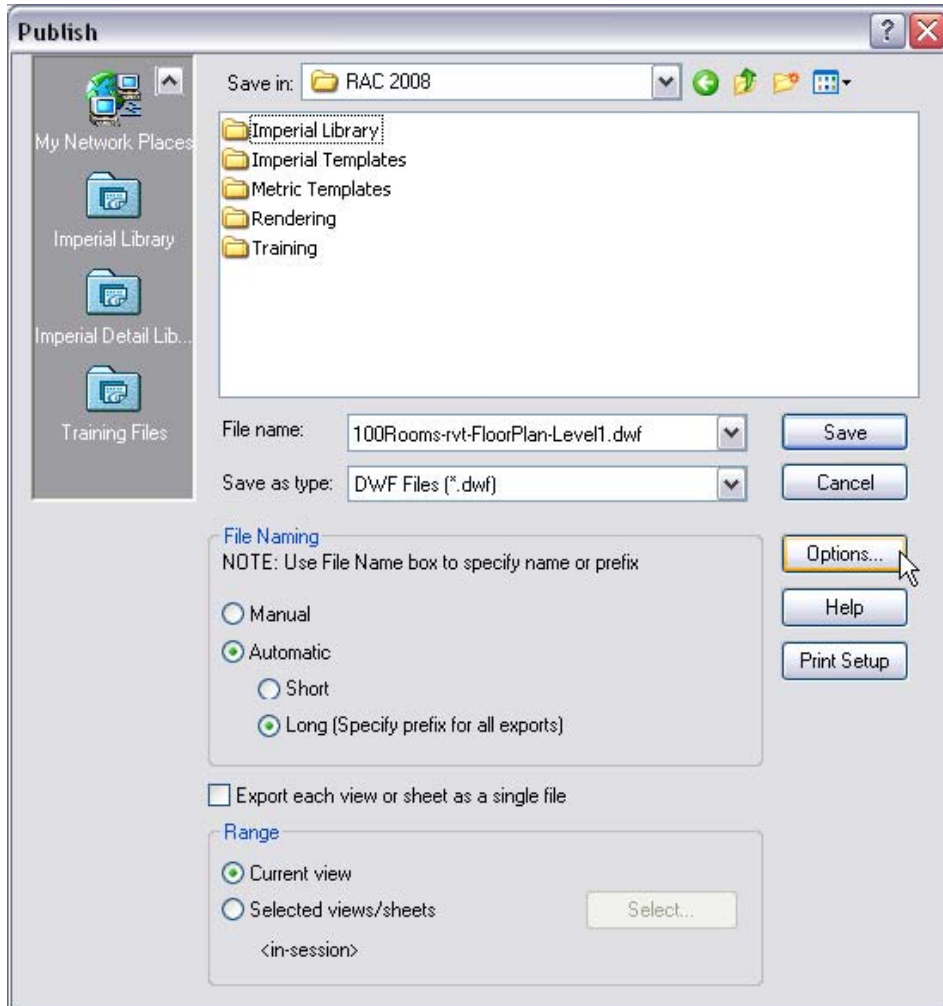 Publish
Save in: RAC 2008
My Network Places
Imperial Library
Imperial Detail Lib...
Training Files
Imperial Library
Imperial Templates
Metric Templates
Rendering
Training
File name: 100Rooms-rvt-FloorPlan-Level1.dwf Save
Save as type: DWF Files (*.dwf) Cancel
File Naming
NOTE: Use File Name box to specify name or prefix
Manual
Automatic
Short
Long (Specify prefix for all exports)
Options...
Help
Print Setup
Export each view or sheet as a single file
Range
Current view
Selected views/sheets Select...
<in-session>